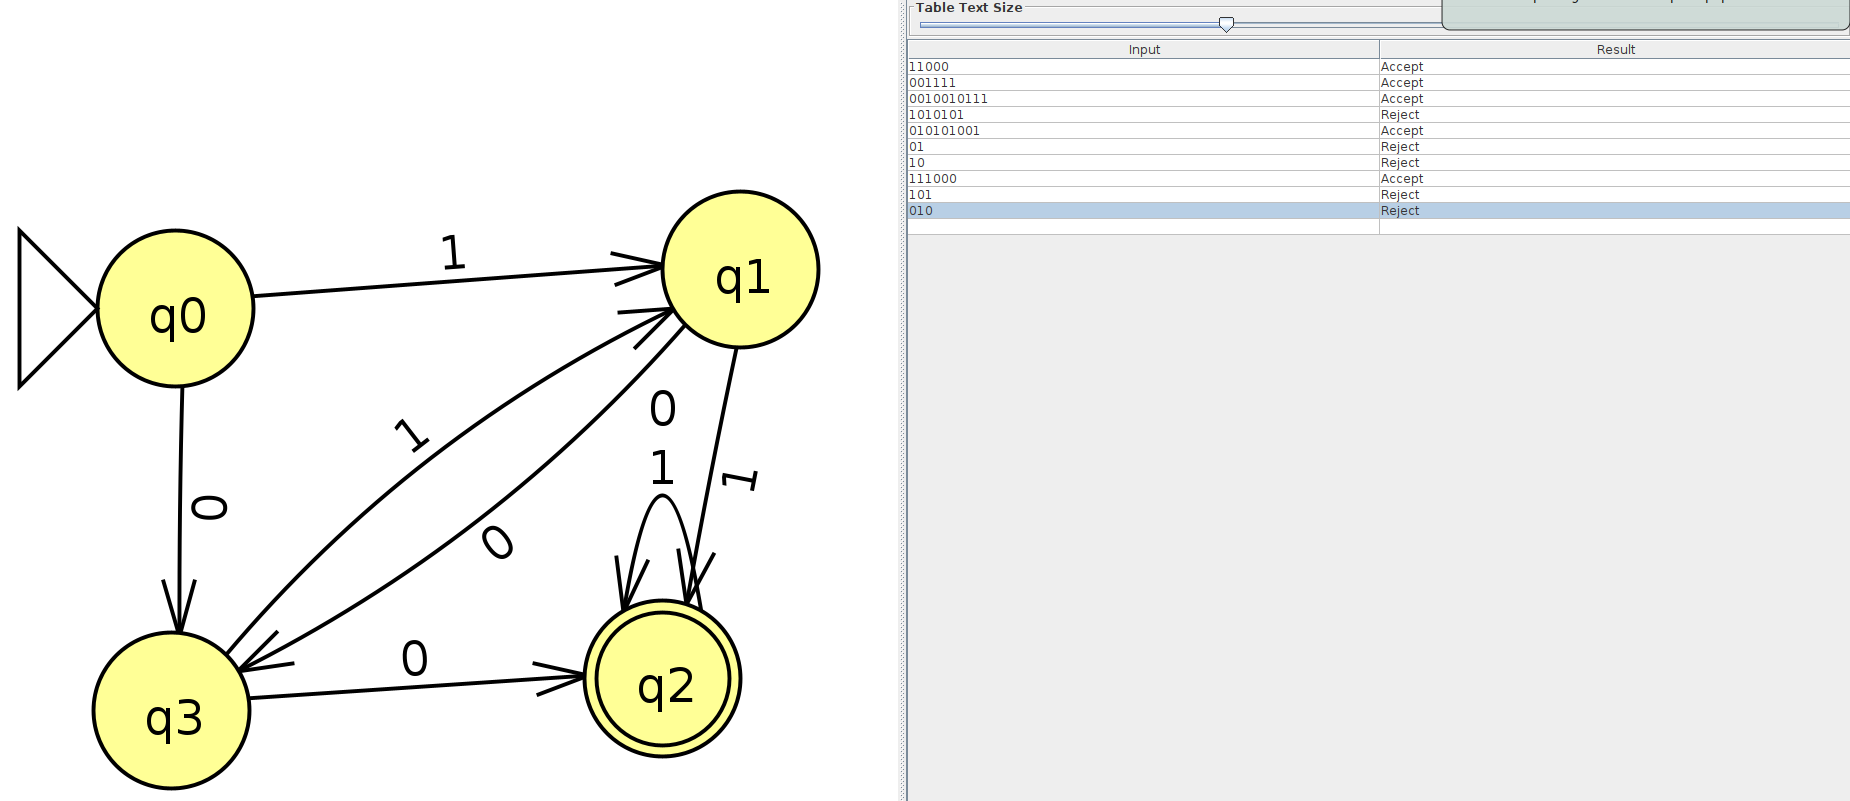 q0
1
q1
0
1
0
0
1
1
q3
0
q2
Table Text Size
Input Result
11000 Accept
001111 Accept
0010010111 Accept
1010101 Reject
010101001 Accept
01 Reject
10 Reject
111000 Accept
101 Reject
010 Reject